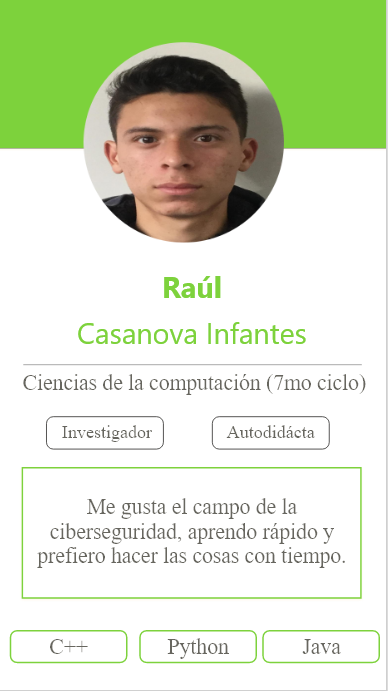 Raúl
Casanova Infantes
Ciencias de la computación (7mo ciclo)
Investigador
Autodidácta
Me gusta el campo de la
ciberseguridad, aprendo rápido y
prefiero hacer las cosas con tiempo.
C++
Python
Java